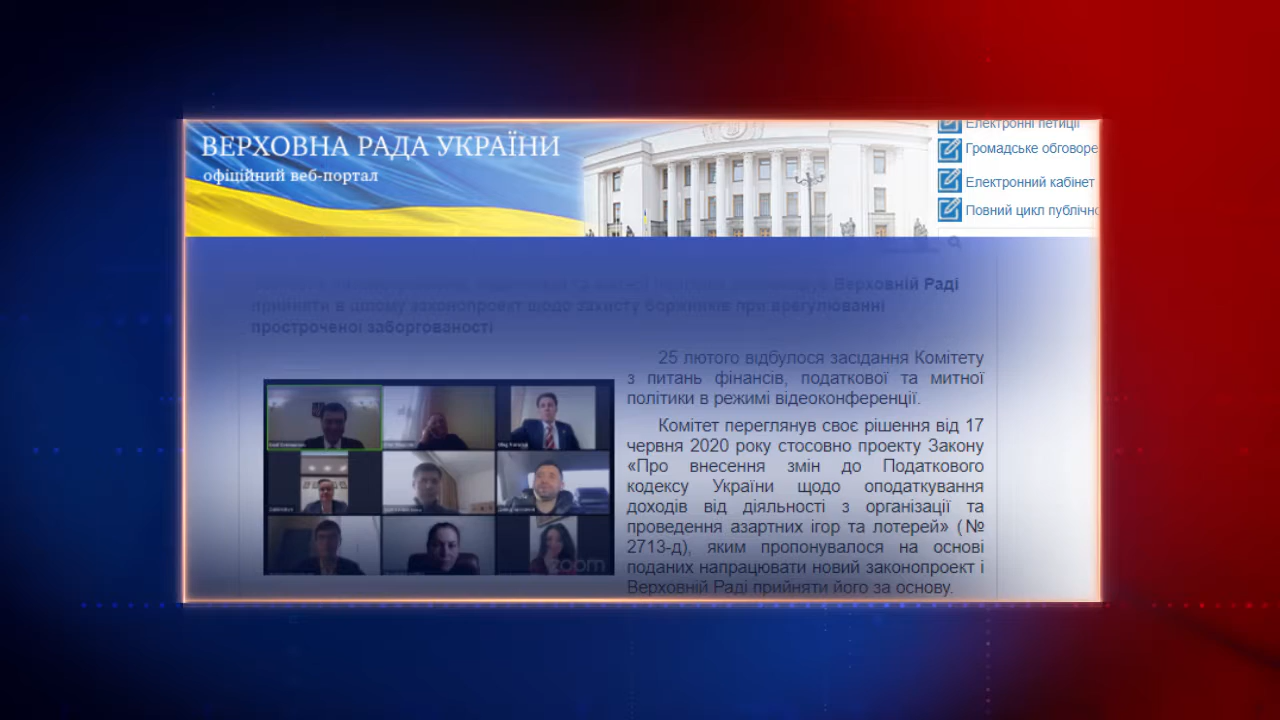 ВЕРХОВНА РАДА УКРАЇНИ
офіційний веб-портал
Електронні петиції
Громадське обговоре
Електронний кабінет
Повний цикл публічно
Верховній Раді
прийняти в цілому законопроект щодо захисту боржників при врегулюванні
простроченої заборгованості
25 лютого відбулося засідання Комітету
з питань фінансів, податкової та митної
політики в режимі відеоконференції.
Комітет переглянув своє рішення від 17
червня 2020 року стосовно проекту Закону
«Про внесення змін до Податкового
кодексу України щодо оподаткування
доходів від діяльності з організації та
проведення азартних ігор та лотерей» (№
2713-д), яким пропонувалося на основі
поданих напрацювати новий законопроект і
Верховній Раді прийняти його за основу.
zoom